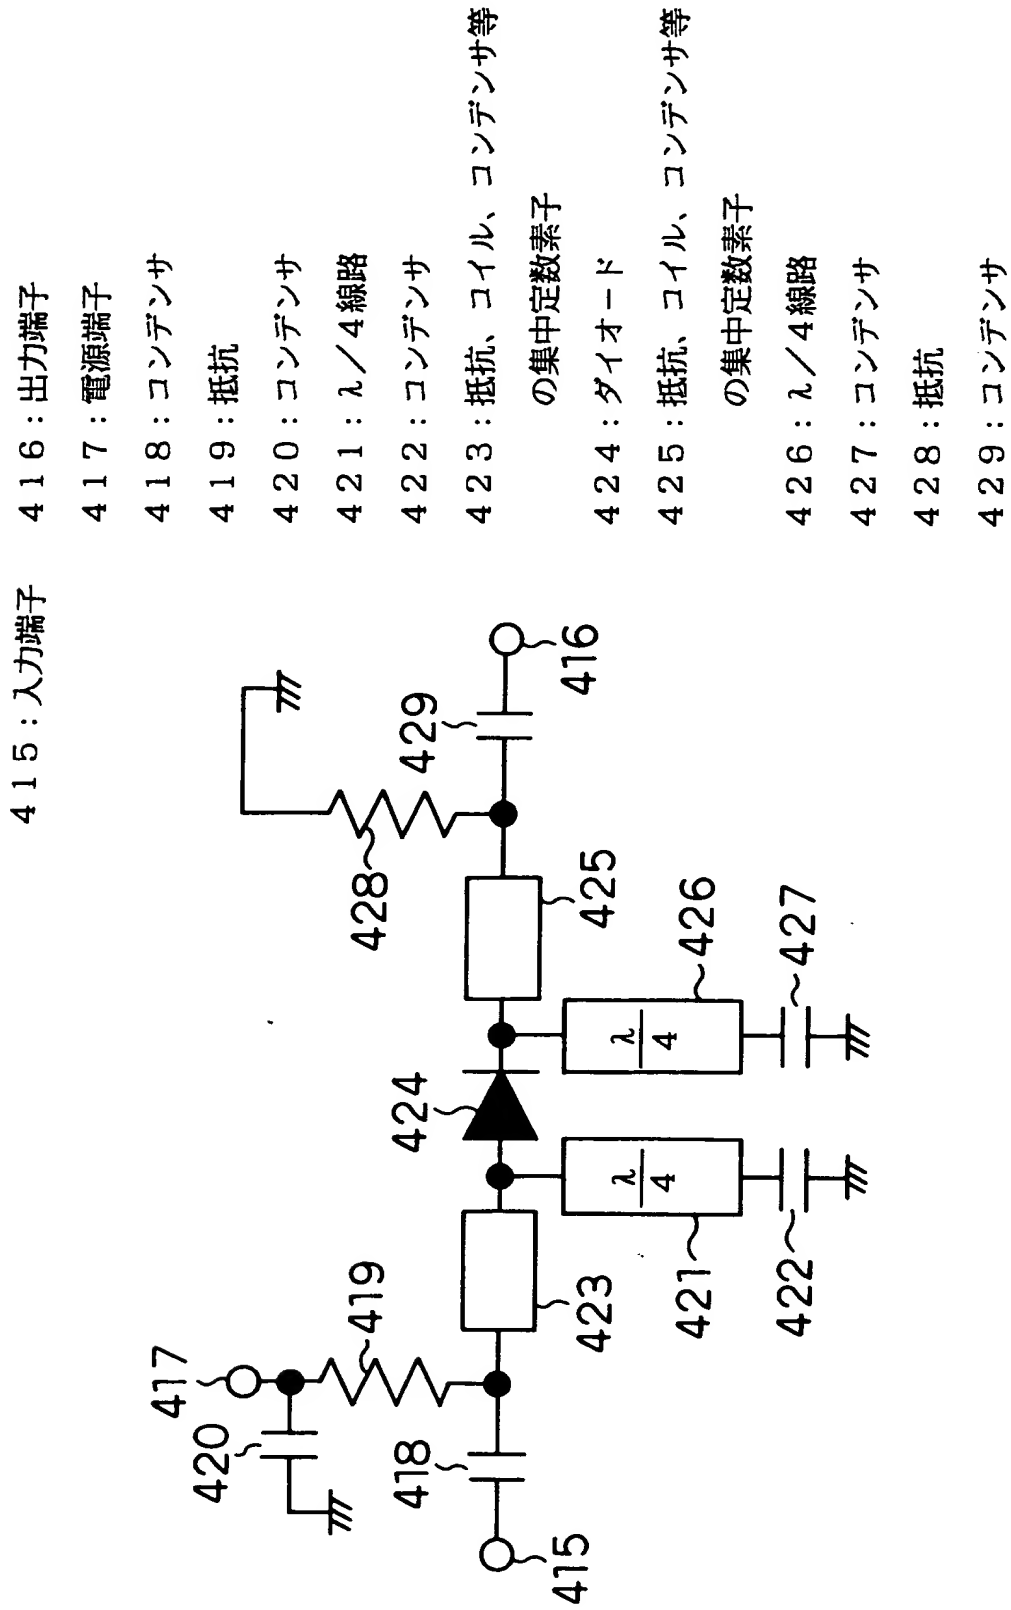 415：入力端子
416：出力端子
417：電源端子
418：コンデンサ
419：抵抗
420：コンデンサ
421：λ／4線路
422：コンデンサ
423：抵抗、コイル、コンデンサ等
の集中定数素子
424：ダイオード
425：抵抗、コイル、コンデンサ等
の集中定数素子
426：λ／4線路
427：コンデンサ
428：抵抗
429：コンデンサ
417
420
419
418
415
423
424
421
422
λ
4
λ
4
426
427
425
428
429
416